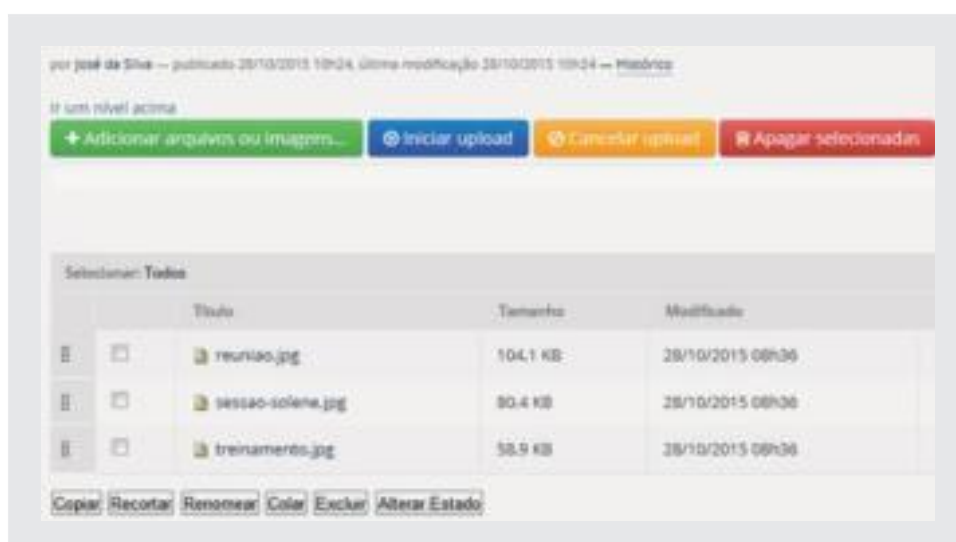 por José da Silva — publicado 28/10/2015 10h24, última modificação 28/10/2015 10h24 — Histórico
Ir um nível acima
Adicionar arquivos ou imagens... Iniciar upload Cancelar upload Apagar selecionadas
Selecionar: Todos
Título Tamanho Modificado
reuniao.jpg 104.1 KB 28/10/2015 08h36
sessao-solene.jpg 80.4 KB 28/10/2015 08h36
treinamento.jpg 58.9 KB 28/10/2015 08h36
Copiar Recortar Renomear Colar Excluir Alterar Estado